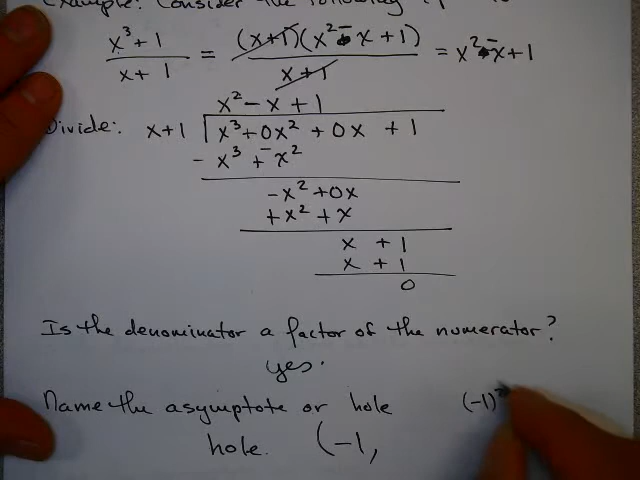 Example: Consider the following
x³ + 1 / x + 1 = (x+1)(x² - x + 1) / x+1 = x² - x + 1
x² - x + 1
Divide: x+1 √ x³ + 0x² + 0x + 1
- x³ + - x²
-x² + 0x
+x² + x
x + 1
x + 1
0
Is the denominator a factor of the numerator?
yes.
Name the asymptote or hole (-1)
hole. (-1,